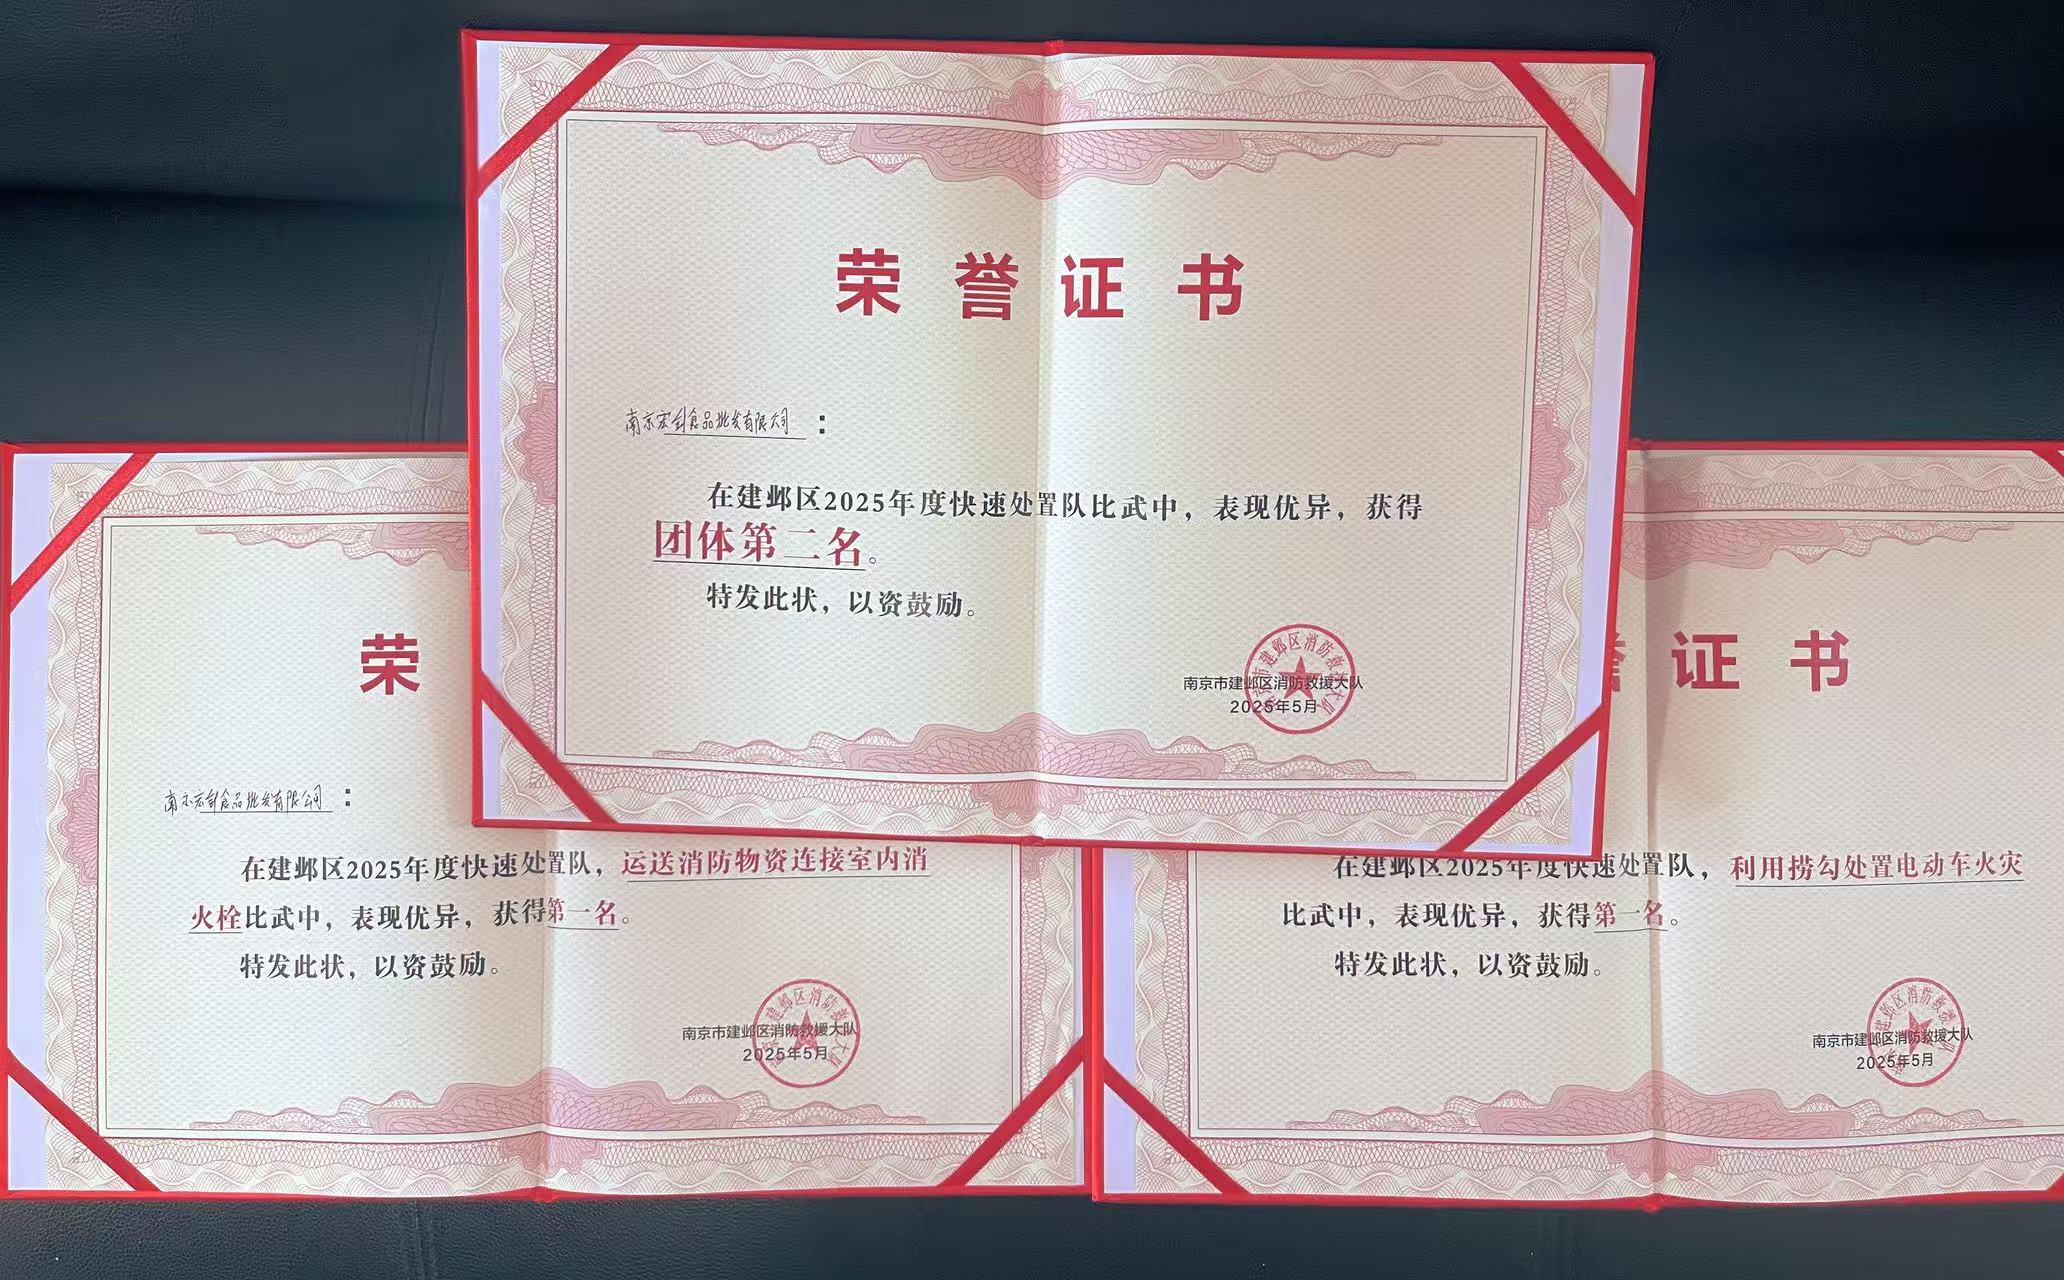 荣誉证书
南京宏剑食品批发有限公司：
在建邺区2025年度快速处置队比武中，表现优异，获得
团体第二名。
特发此状，以资鼓励。
南京市建邺区消防救援大队
2025年5月
荣
南京宏剑食品批发有限公司：
在建邺区2025年度快速处置队，运送消防物资连接室内消
火栓比武中，表现优异，获得第一名。
特发此状，以资鼓励。
南京市建邺区消防救援大队
2025年5月
誉证书
在建邺区2025年度快速处置队，利用捞勾处置电动车火灾
比武中，表现优异，获得第一名。
特发此状，以资鼓励。
南京市建邺区消防救援大队
2025年5月